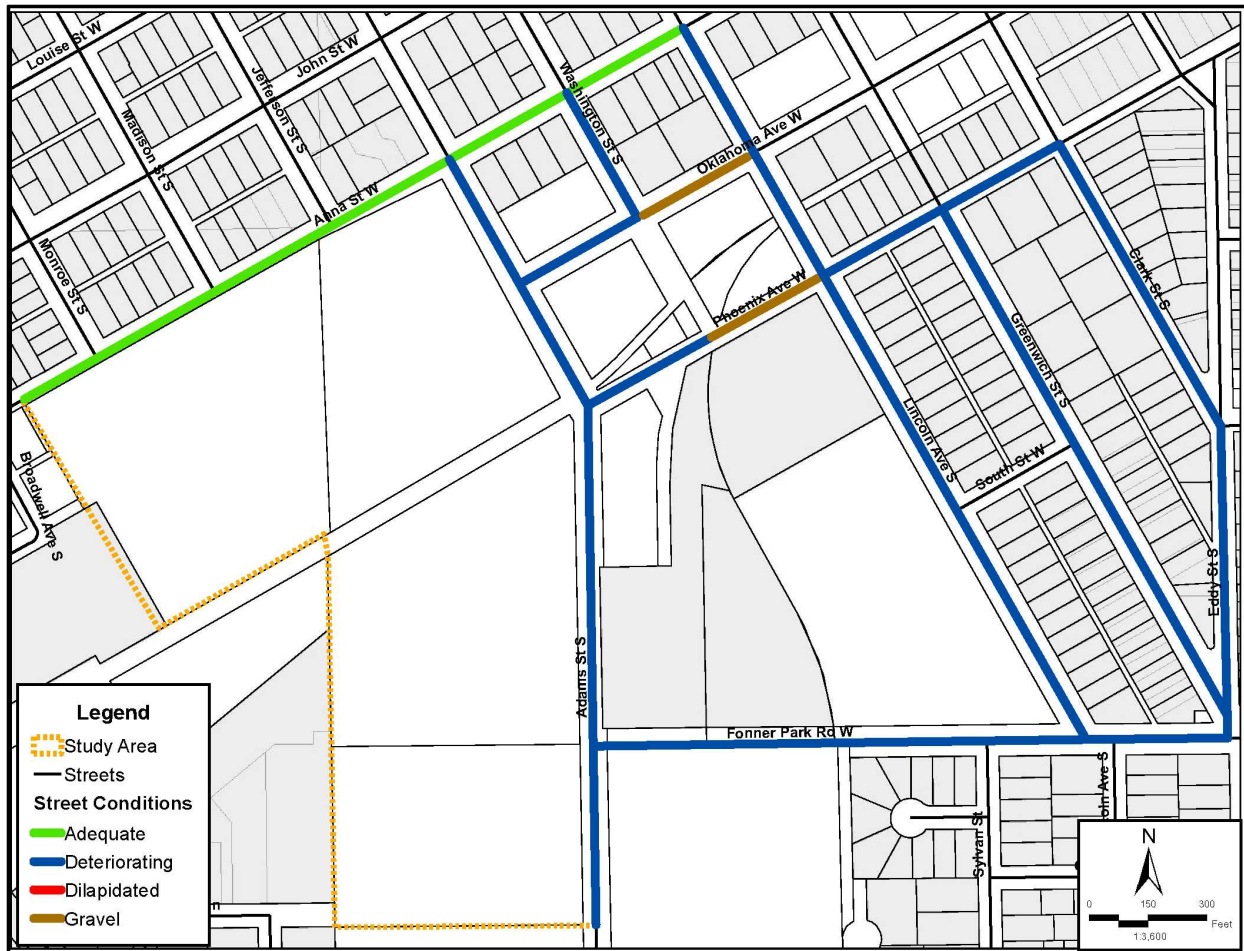 Louise St W
John St W
Jefferson St S
Madison St S
Monroe St S
Anna St W
Washington St S
Oklahoma Ave W
Phoenix Ave W
Clark St S
Greenwich St S
Lincoln Ave S
South St W
Broadwell Ave S
Eddy St S
Adams St S
Fonner Park Rd W
Sylvan St
oln Ave S
n
Legend
Study Area
Streets
Street Conditions
Adequate
Deteriorating
Dilapidated
Gravel
N
0 150 300
Feet
1:3,600